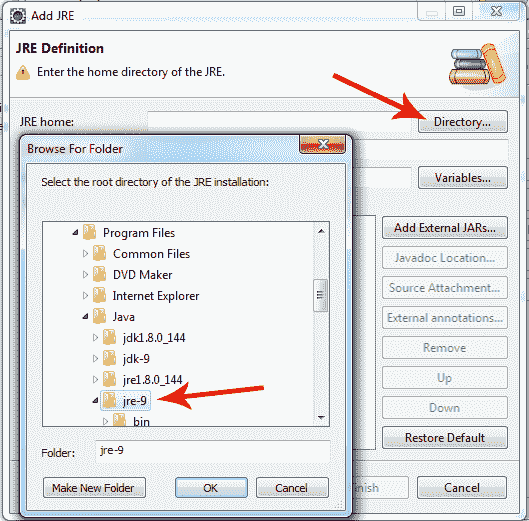 Add JRE
JRE Definition
Enter the home directory of the JRE.
JRE home:
Directory...
Browse For Folder
Select the root directory of the JRE installation:
Program Files
Common Files
DVD Maker
Internet Explorer
Java
jdk1.8.0_144
jdk-9
jre1.8.0_144
jre-9
bin
Folder:
jre-9
Make New Folder
OK
Cancel
Variables...
Add External JARs...
Javadoc Location...
Source Attachment...
External annotations...
Remove
Up
Down
Restore Default
Cancel